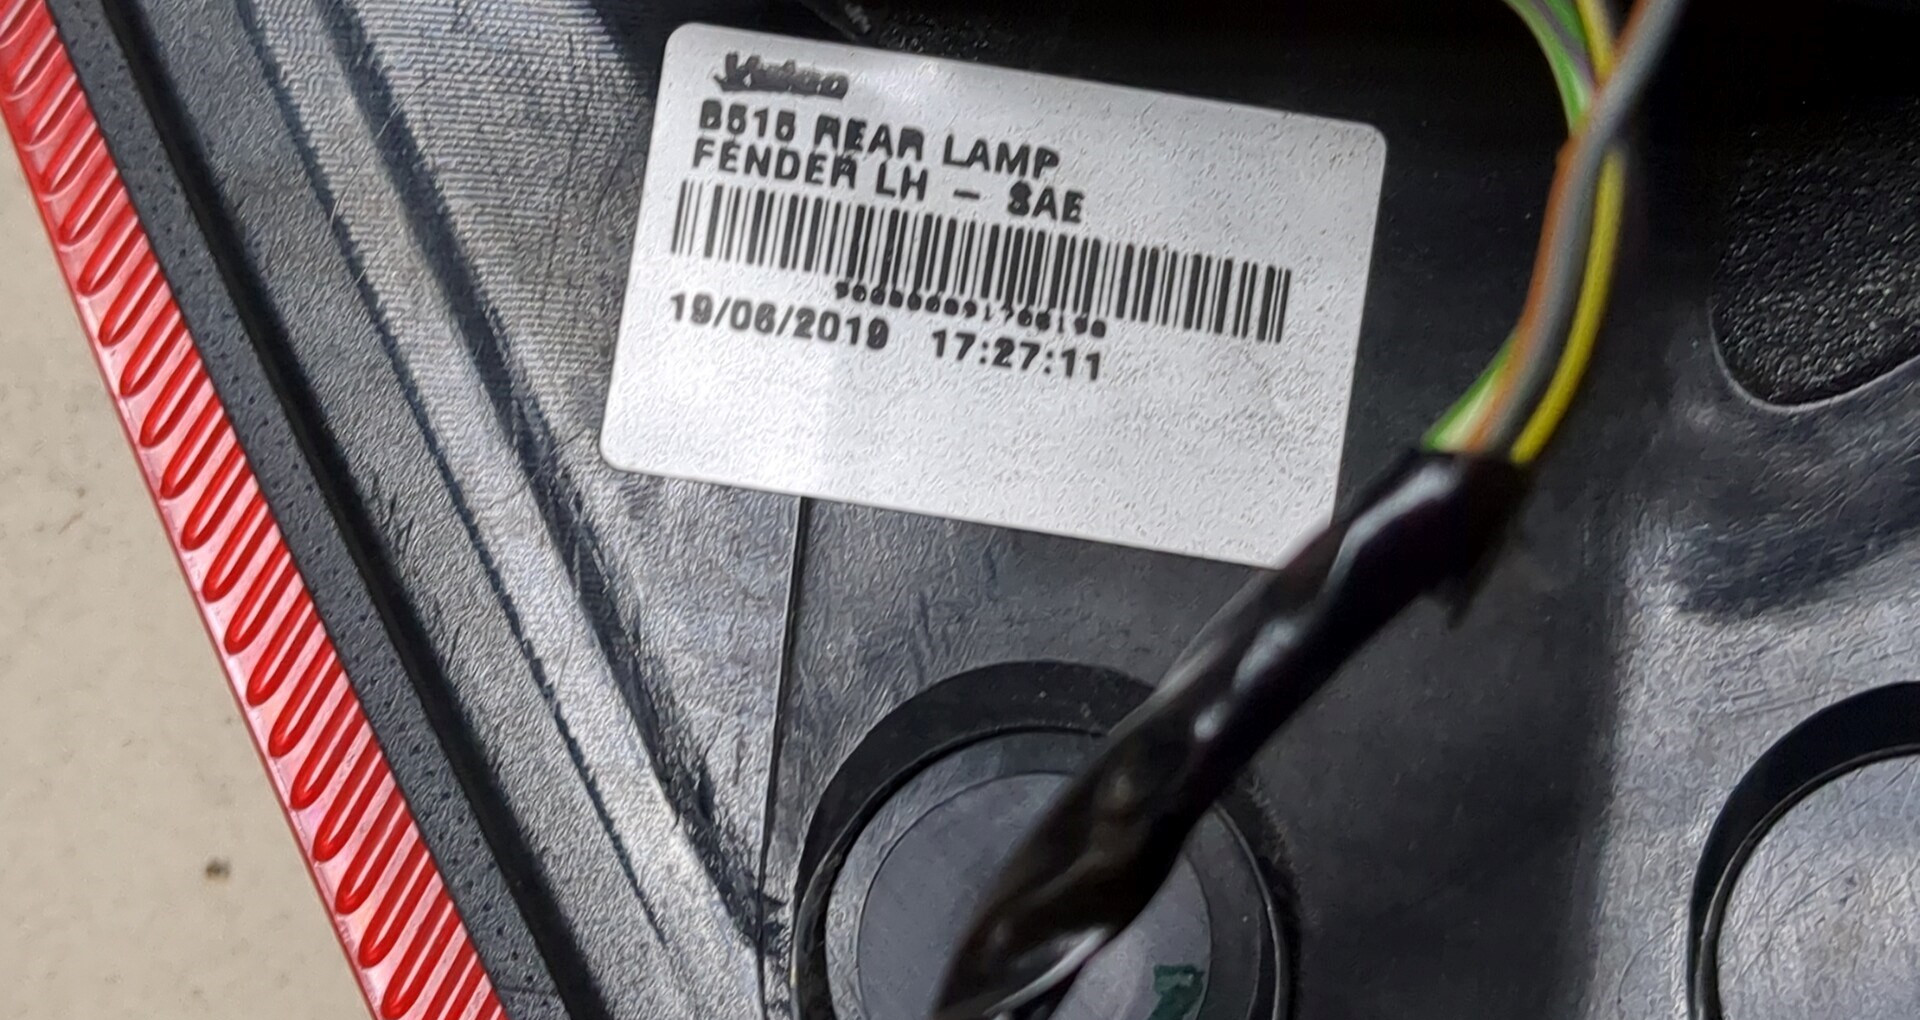 Valeo
B515 REAR LAMP
FENDER LH - SAE
19/06/2019 17:27:11